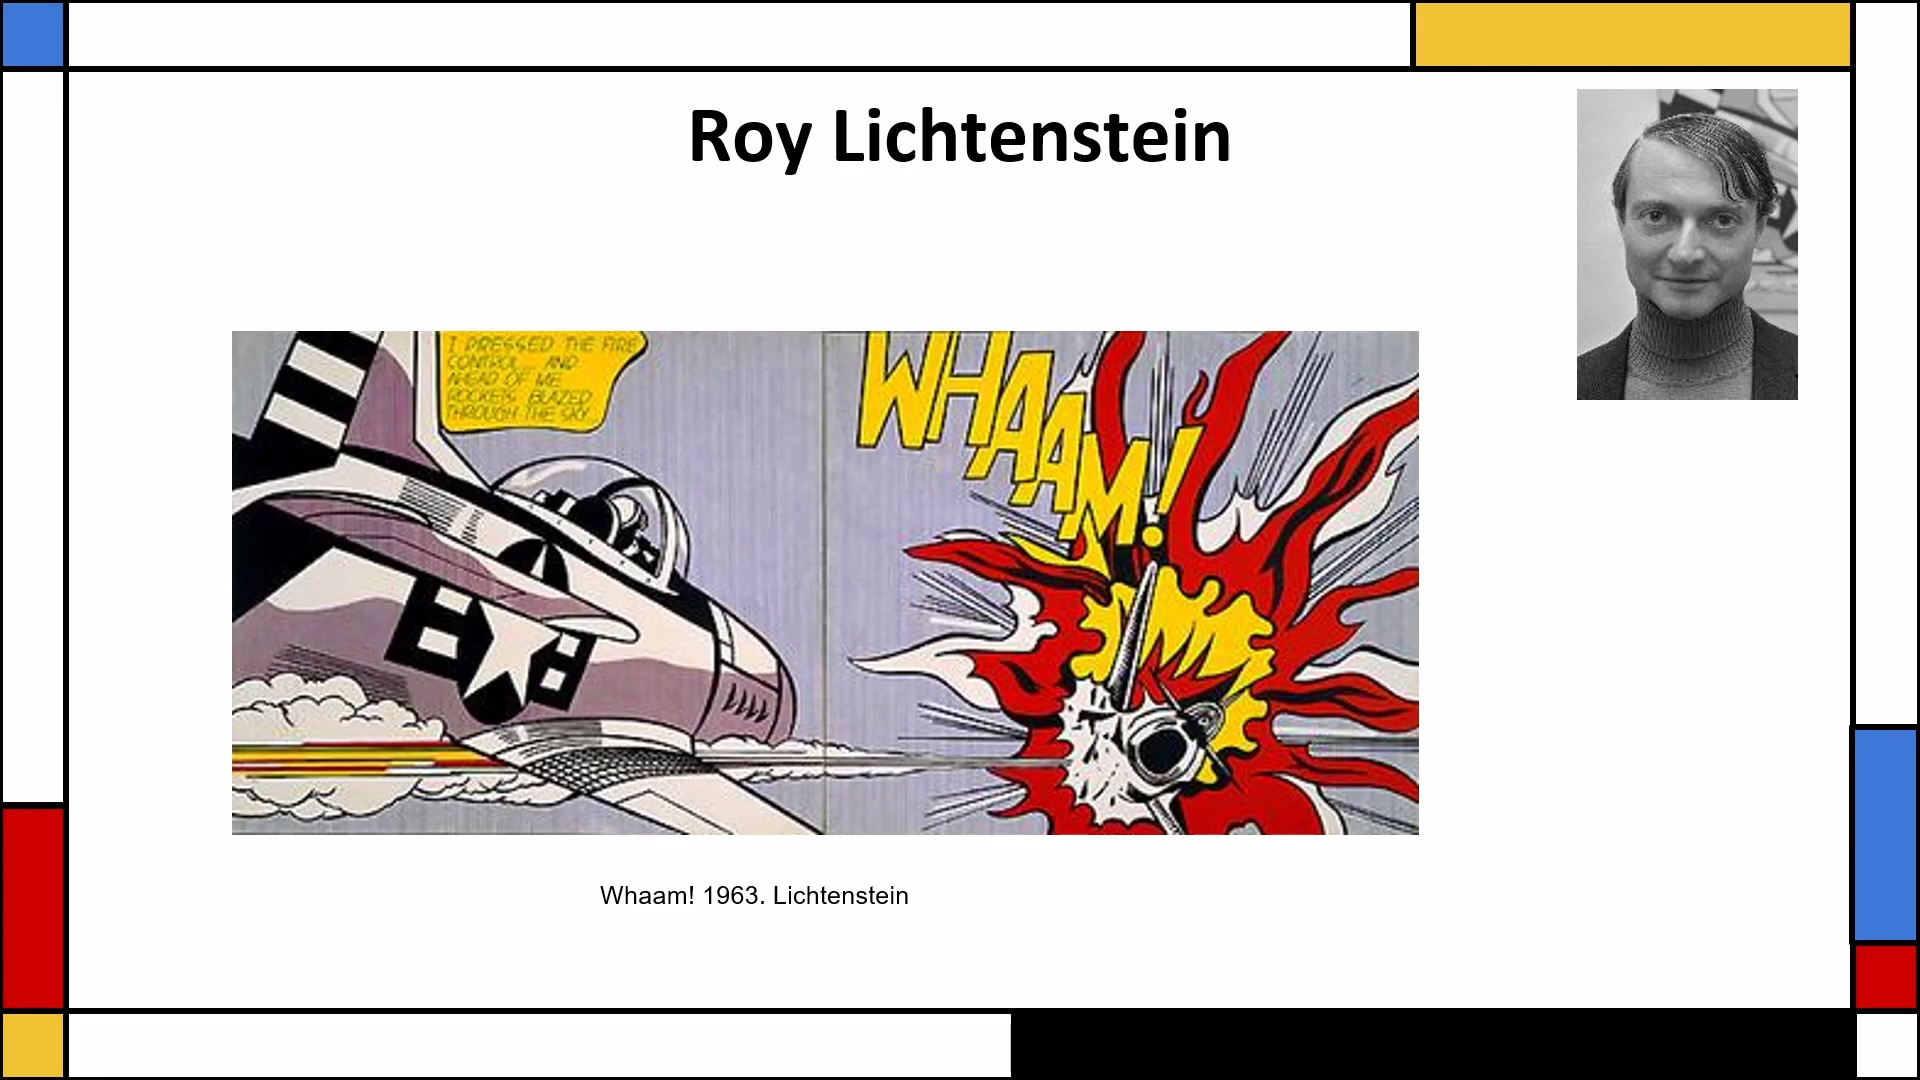 Roy Lichtenstein
I PRESSED THE FIRE
CONTROL... AND
AHEAD OF ME
ROCKETS BLAZED
THROUGH THE SKY...
WHAAM!
Whaam! 1963. Lichtenstein